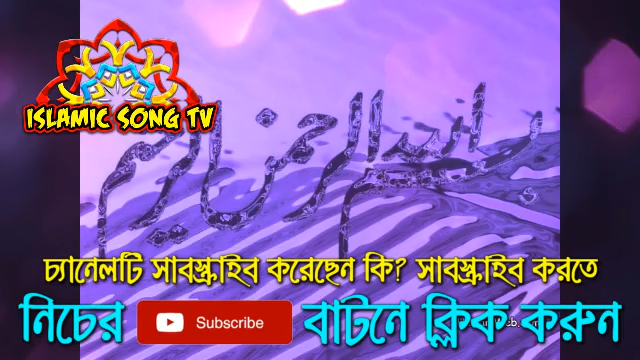 ISLAMIC SONG TV
بسم الله الرحمن الرحيم
চ্যানেলটি সাবস্ক্রাইব করেছেন কি? সাবস্ক্রাইব করতে
নিচের Subscribe বাটনে ক্লিক করুন